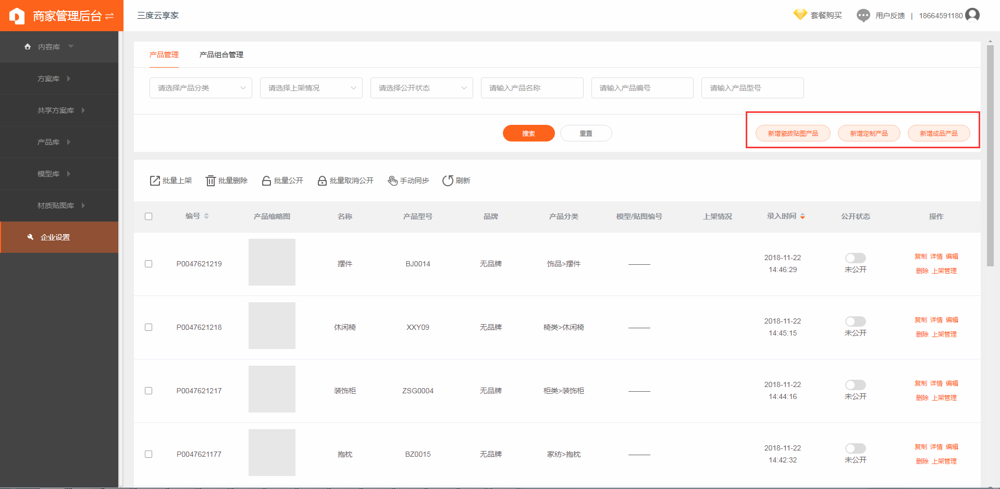 商家管理后台
三度云享家
套餐购买
用户反馈 | 18664591180
内容库
方案库
共享方案库
产品库
模型库
材质贴图库
企业设置
产品管理 产品组合管理
请选择产品分类 请选择上架情况 请选择公开状态 请输入产品名称 请输入产品编号 请输入产品型号
搜索 重置 新增瓷砖贴图产品 新增定制产品 新增成品产品
批量上架 批量删除 批量公开 批量取消公开 手动同步 刷新
编号 产品缩略图 名称 产品型号 品牌 产品分类 模型/贴图编号 上架情况 录入时间 公开状态 操作
P0047621219 摆件 BJ0014 无品牌 饰品>摆件 ——— 2018-11-22 14:46:29 未公开 复制 详情 编辑 删除 上架管理
P0047621218 休闲椅 XXY09 无品牌 椅类>休闲椅 ——— 2018-11-22 14:45:15 未公开 复制 详情 编辑 删除 上架管理
P0047621217 装饰柜 ZSG0004 无品牌 柜类>装饰柜 ——— 2018-11-22 14:44:16 未公开 复制 详情 编辑 删除 上架管理
P0047621177 抱枕 BZ0015 无品牌 家纺>抱枕 ——— 2018-11-22 14:42:32 未公开 复制 详情 编辑 删除 上架管理